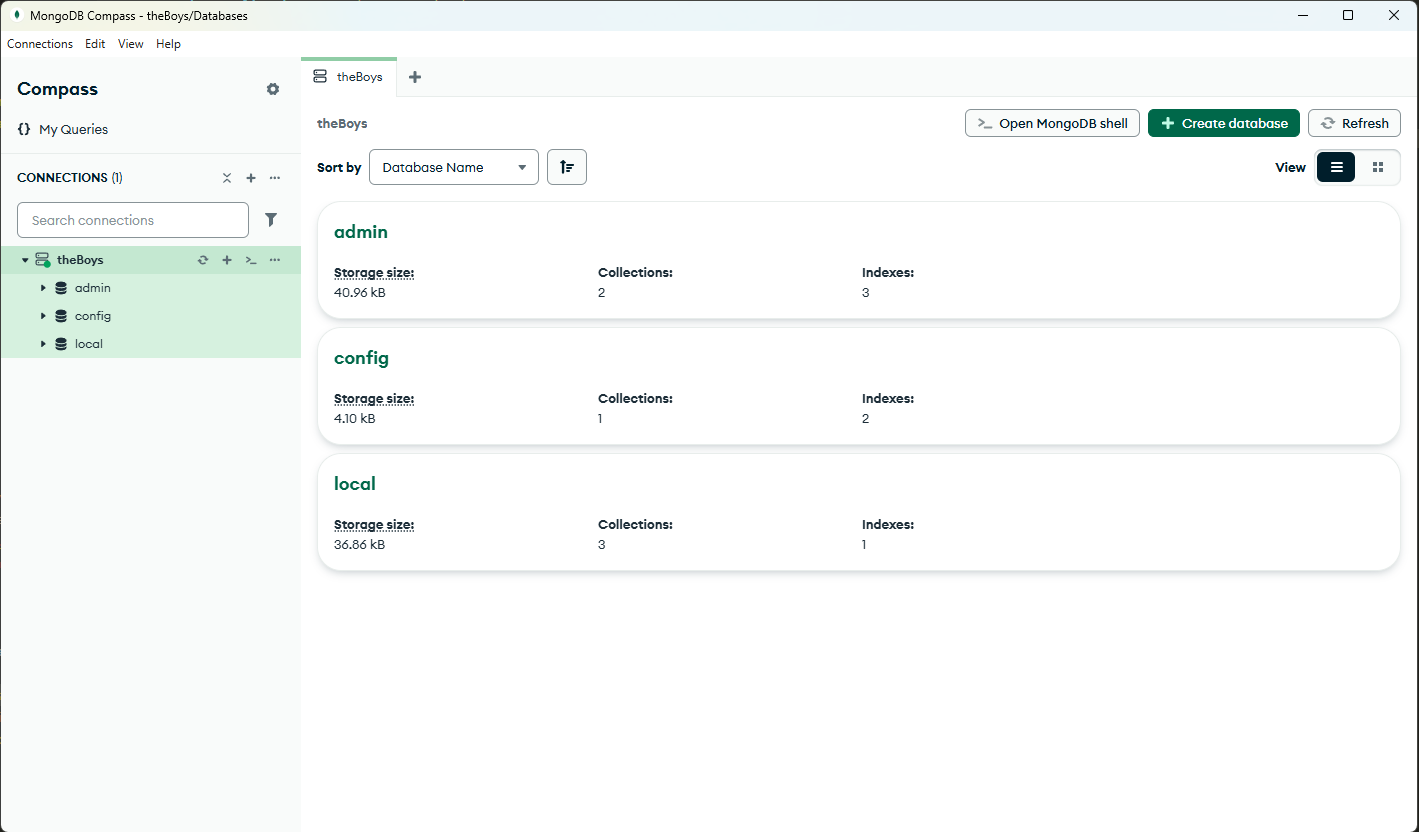 MongoDB Compass - theBoys/Databases
Connections Edit View Help
Compass
{} My Queries
CONNECTIONS (1)
Search connections
theBoys
admin
config
local
theBoys
theBoys
>_ Open MongoDB shell
+ Create database
Refresh
Sort by Database Name
View
admin
Storage size: Collections: Indexes:
40.96 kB 2 3
config
Storage size: Collections: Indexes:
4.10 kB 1 2
local
Storage size: Collections: Indexes:
36.86 kB 3 1